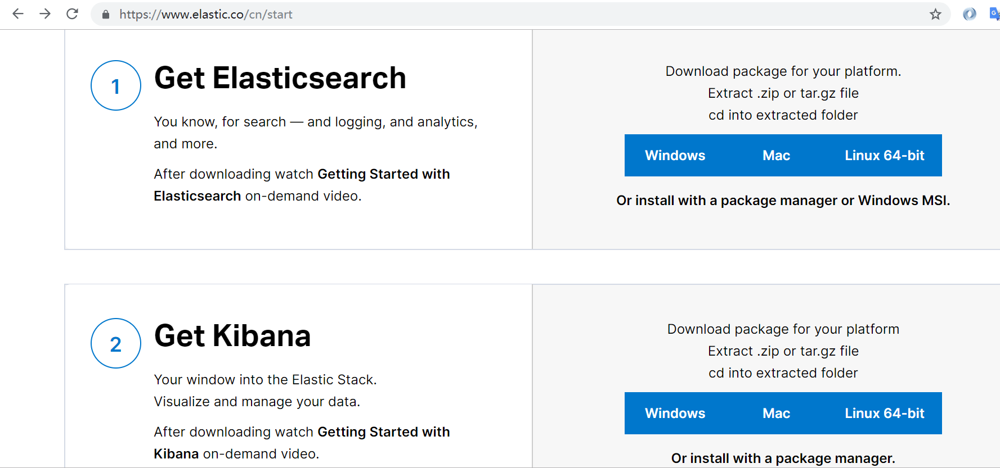 https://www.elastic.co/cn/start
1
Get Elasticsearch
You know, for search — and logging, and analytics,
and more.
After downloading watch Getting Started with
Elasticsearch on-demand video.
Download package for your platform.
Extract .zip or tar.gz file
cd into extracted folder
Windows Mac Linux 64-bit
Or install with a package manager or Windows MSI.
2
Get Kibana
Your window into the Elastic Stack.
Visualize and manage your data.
After downloading watch Getting Started with
Kibana on-demand video.
Download package for your platform
Extract .zip or tar.gz file
cd into extracted folder
Windows Mac Linux 64-bit
Or install with a package manager.